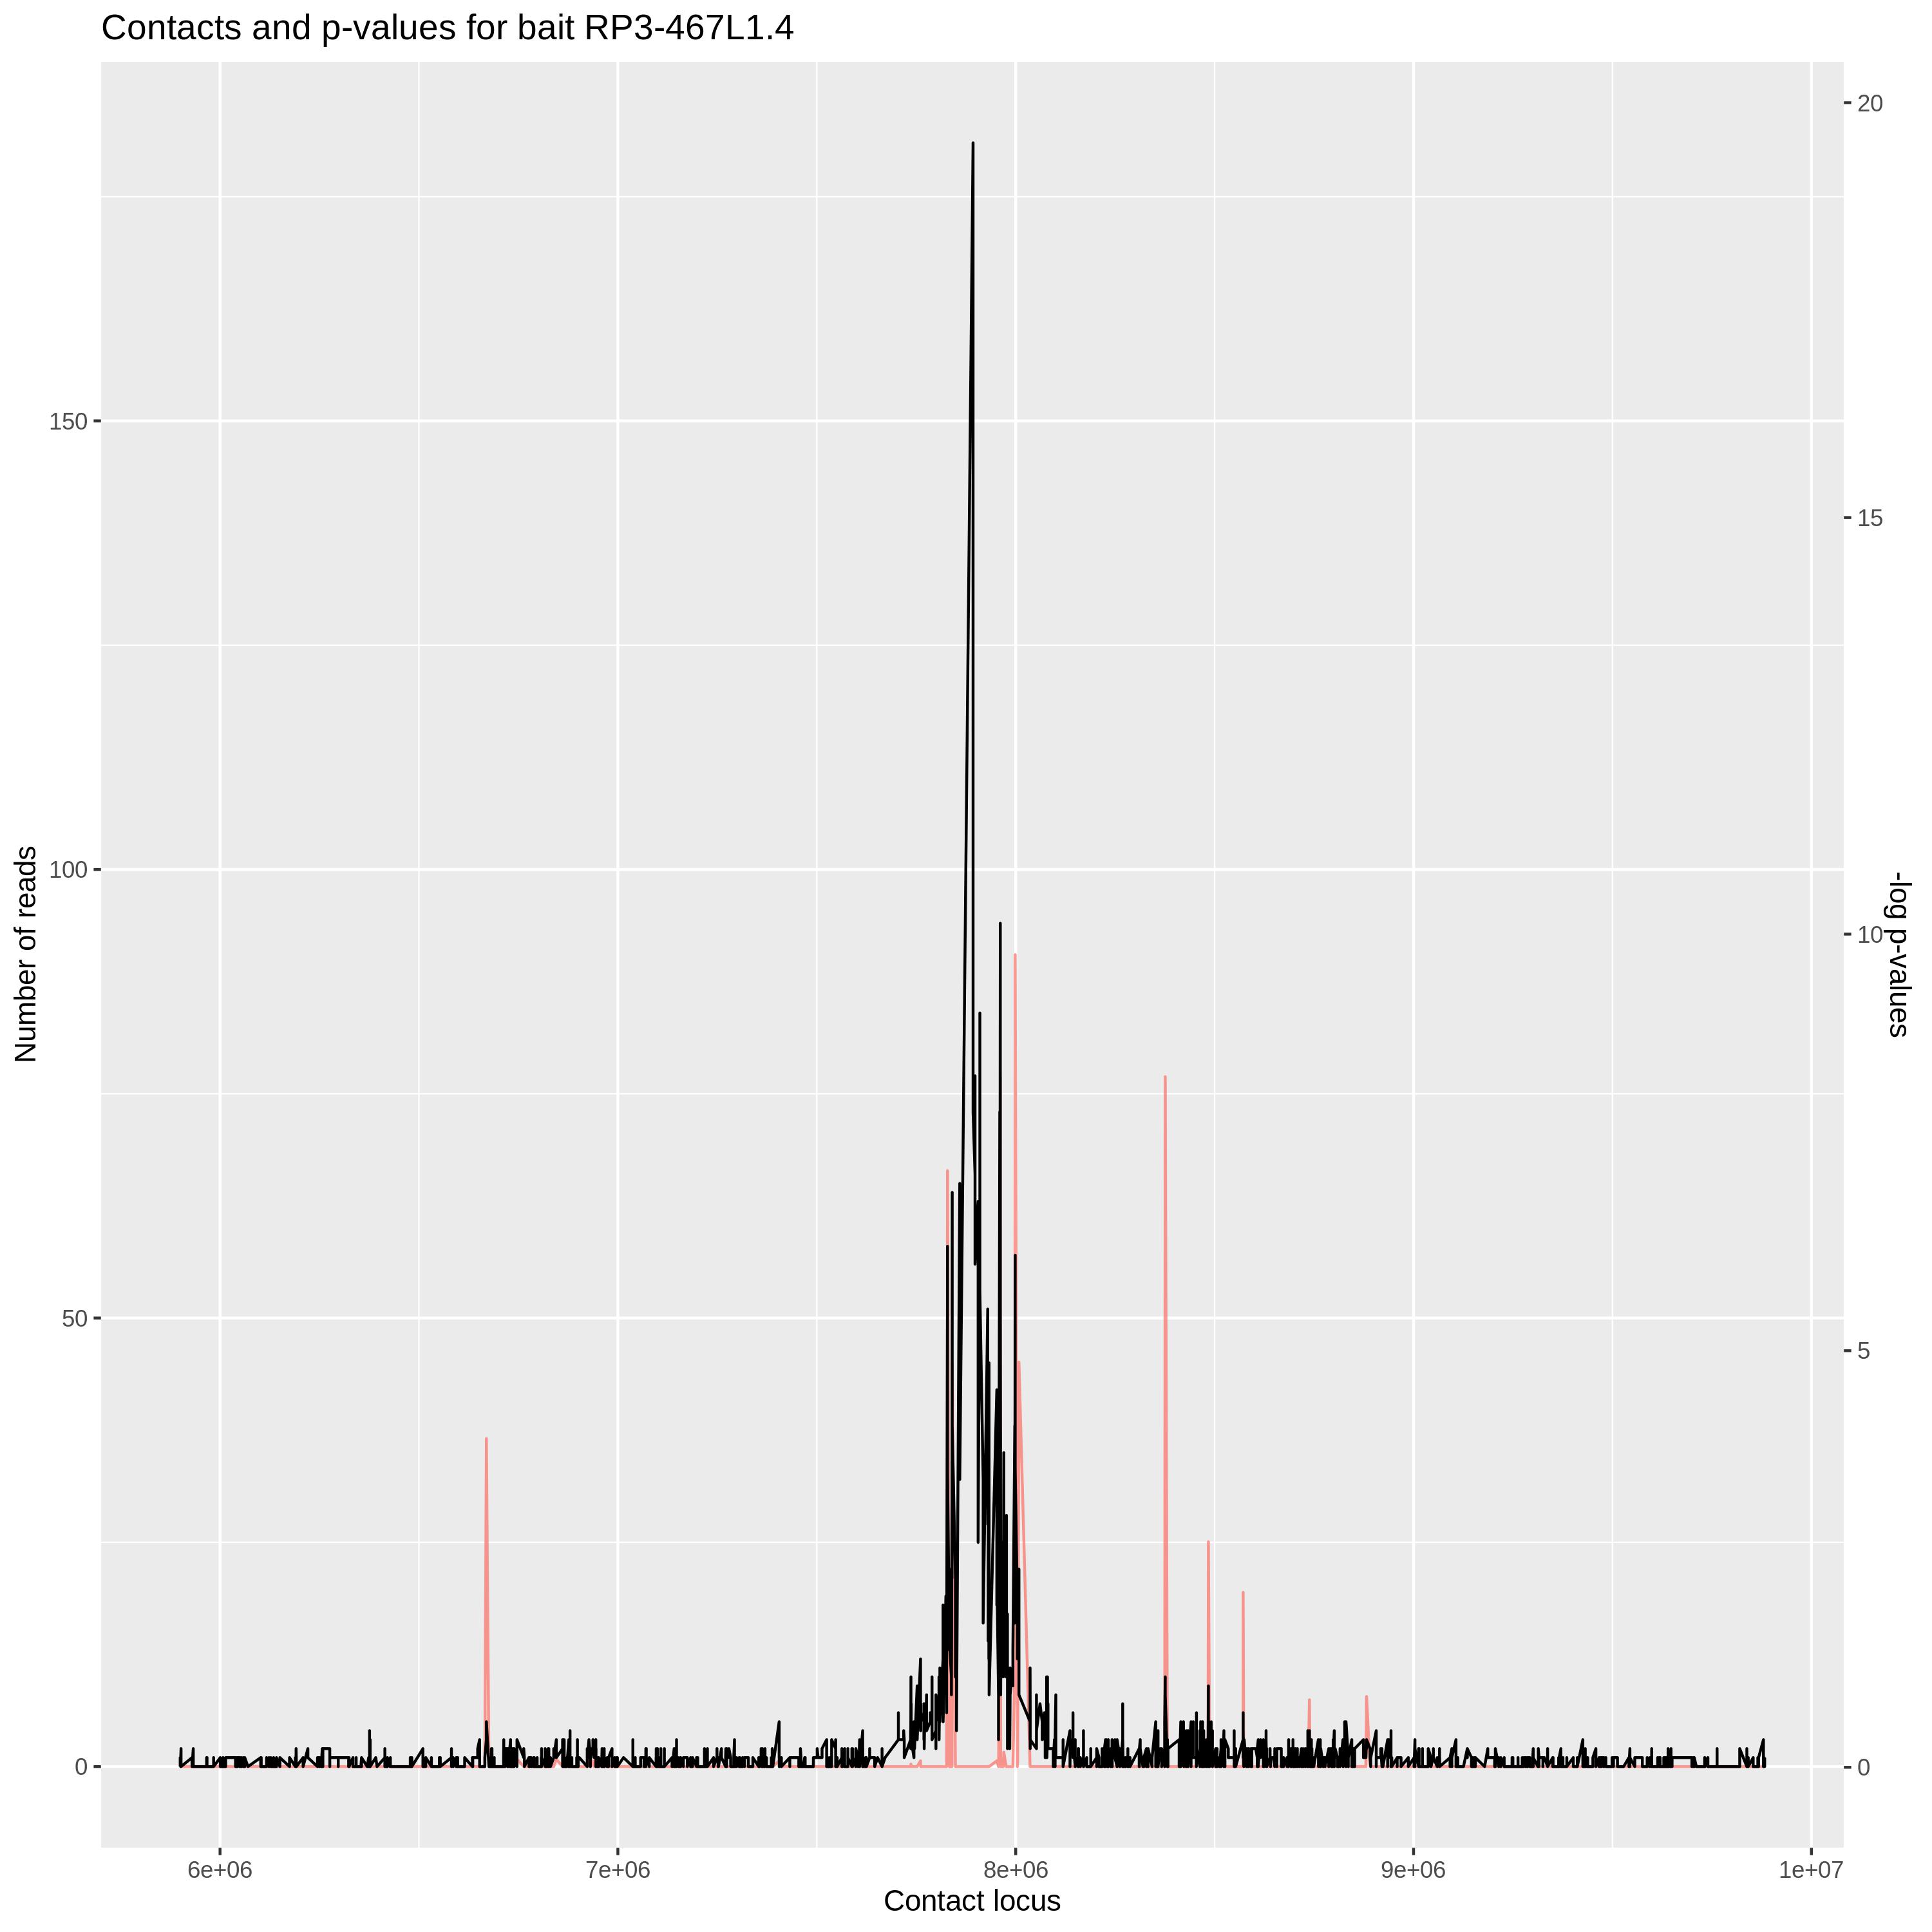 Contacts and p-values for bait RP3-467L1.4
Number of reads
150
100
50
0
20
15
10
5
0
-log p-values
6e+06
7e+06
8e+06
9e+06
1e+07
Contact locus